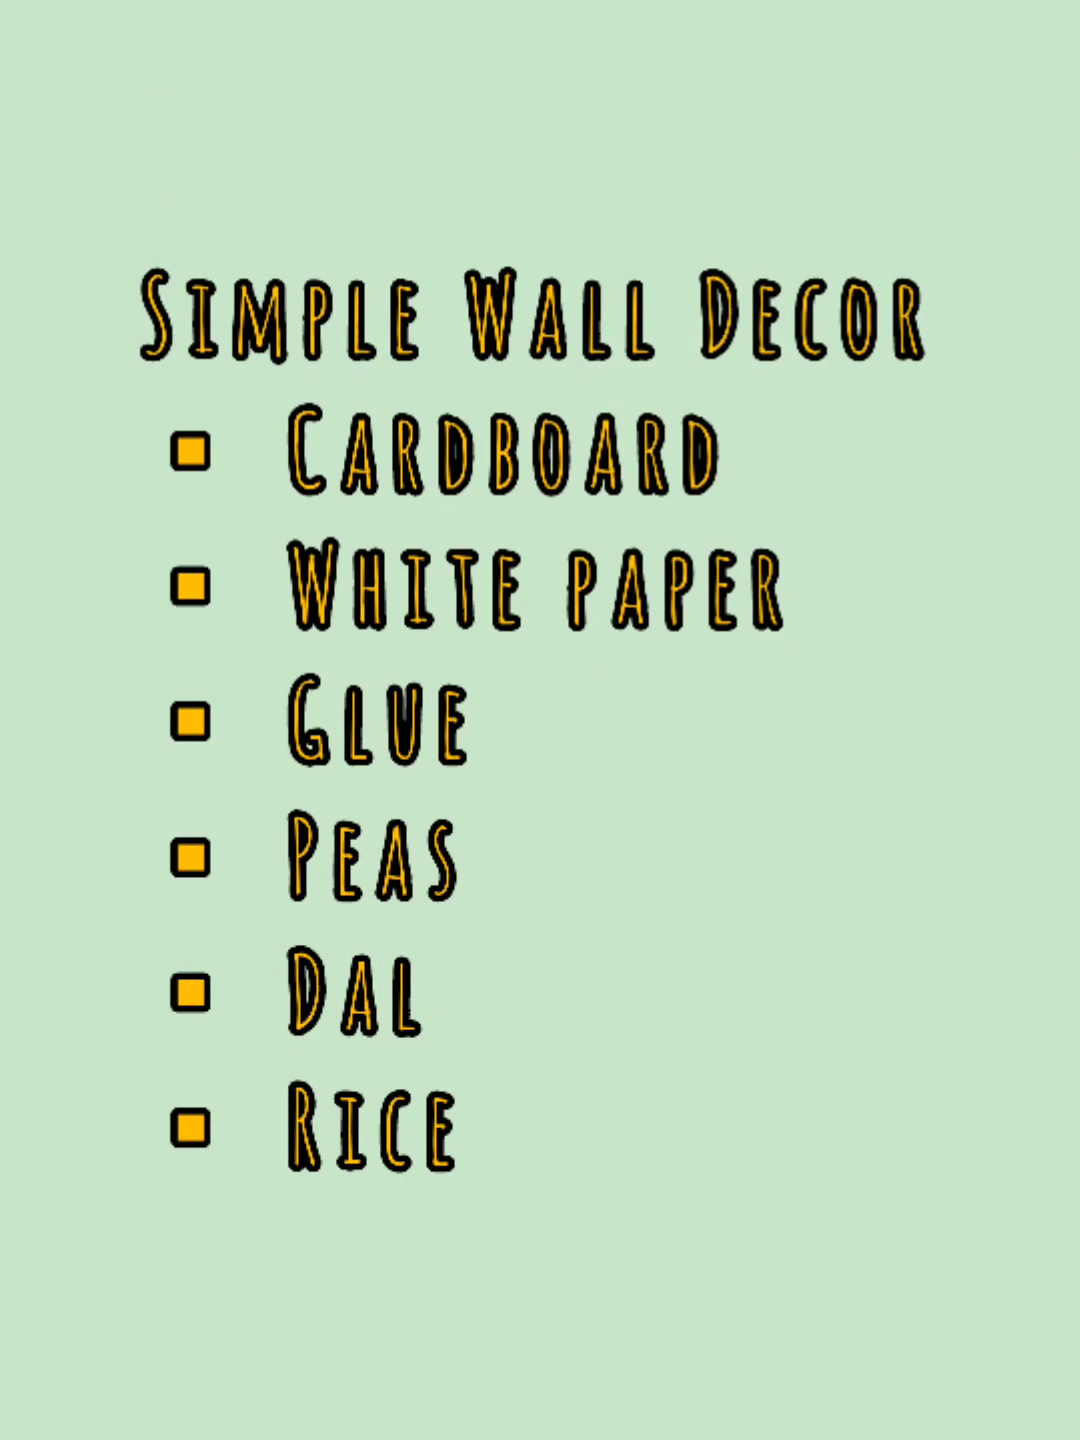 Simple Wall Decor
▪ Cardboard
▪ White paper
▪ Glue
▪ Peas
▪ Dal
▪ Rice